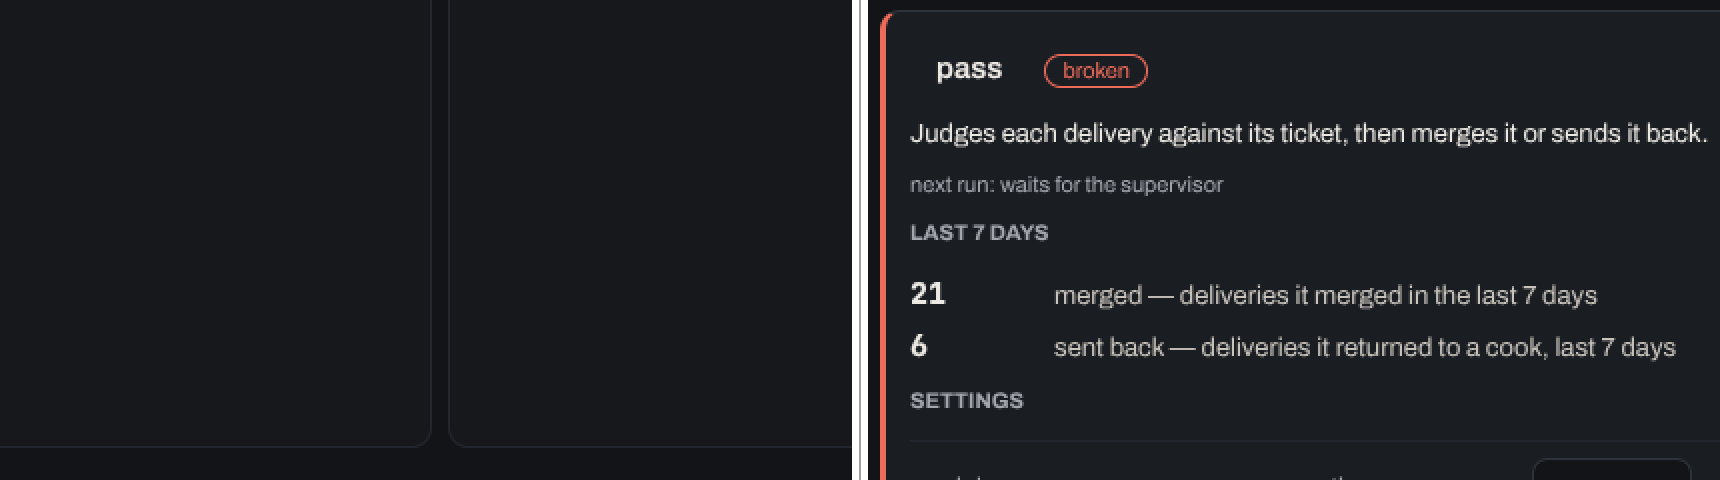 pass
broken
Judges each delivery against its ticket, then merges it or sends it back.
next run: waits for the supervisor
LAST 7 DAYS
21 merged — deliveries it merged in the last 7 days
6 sent back — deliveries it returned to a cook, last 7 days
SETTINGS